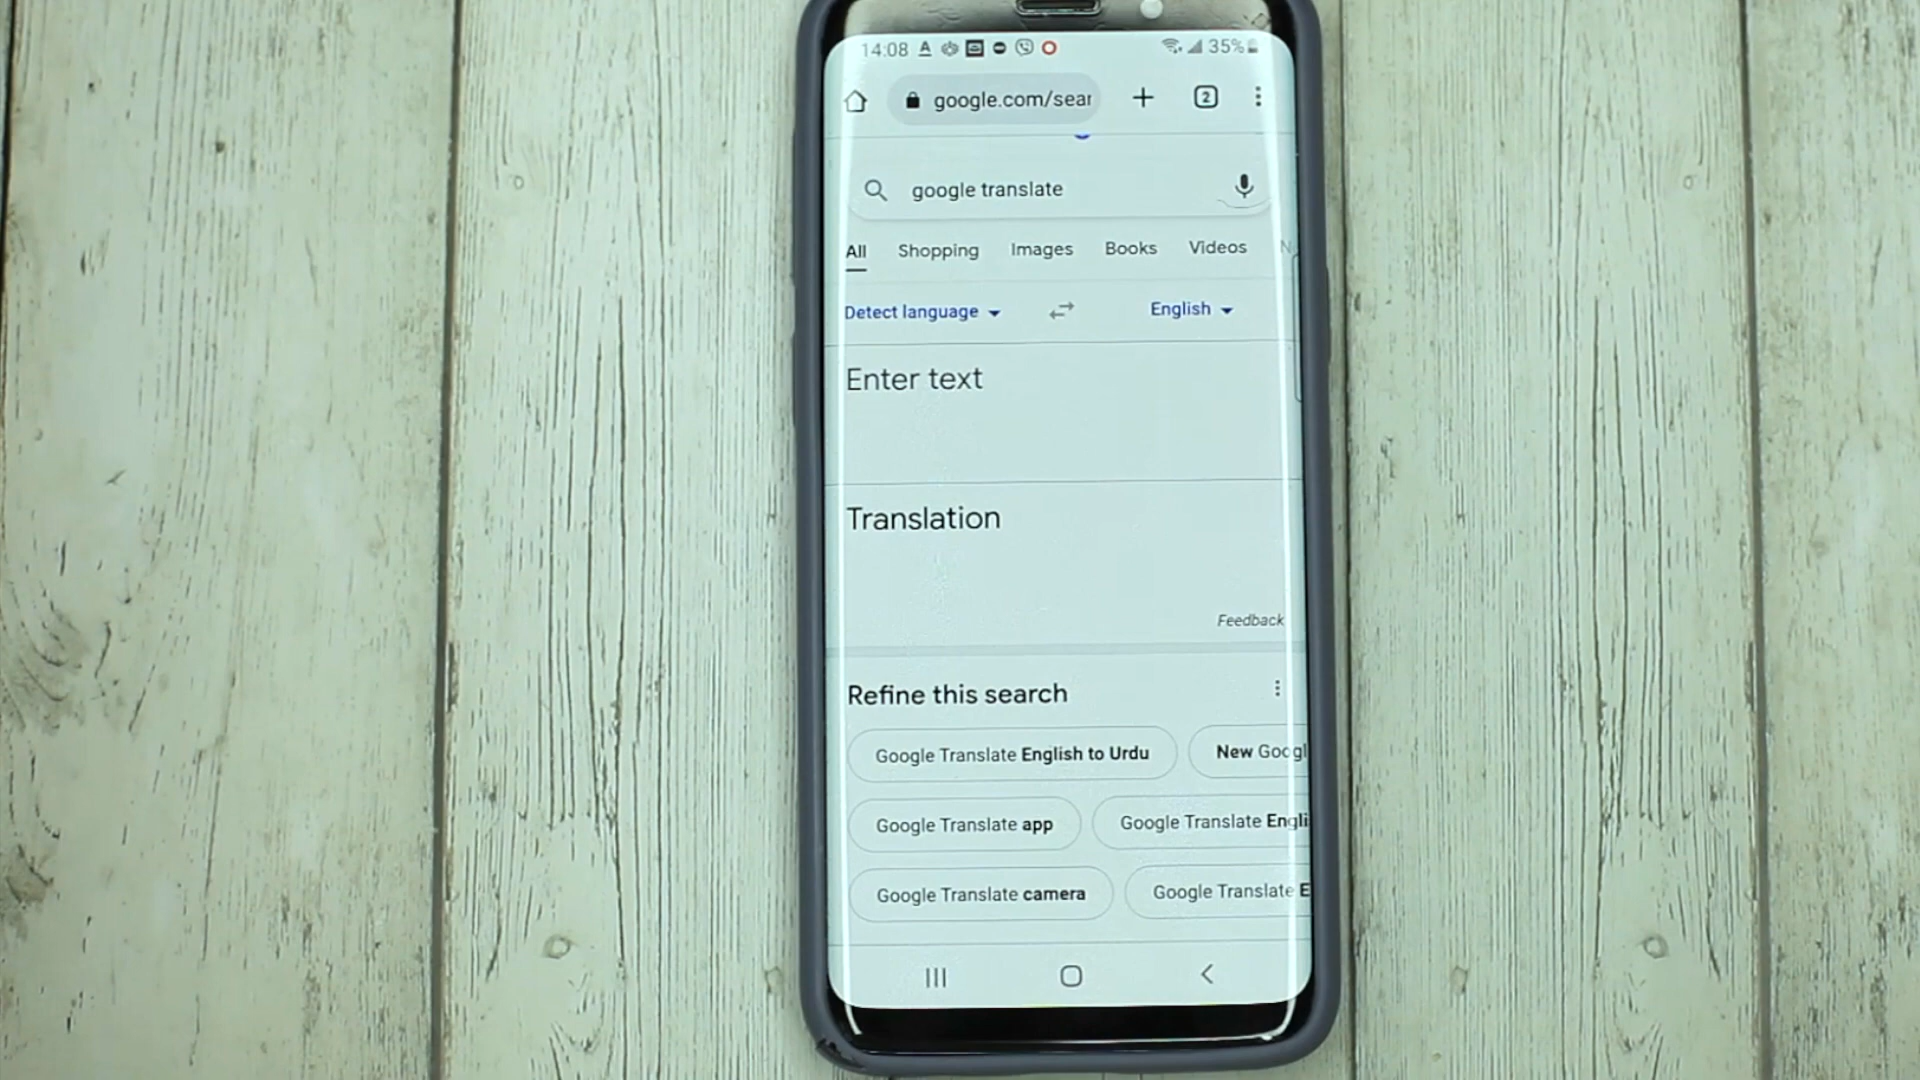 14:08 35%
google.com/sear 2
google translate
All Shopping Images Books Videos
Detect language English
Enter text
Translation
Feedback
Refine this search
Google Translate English to Urdu New Googl
Google Translate app Google Translate Engli
Google Translate camera Google Translate E